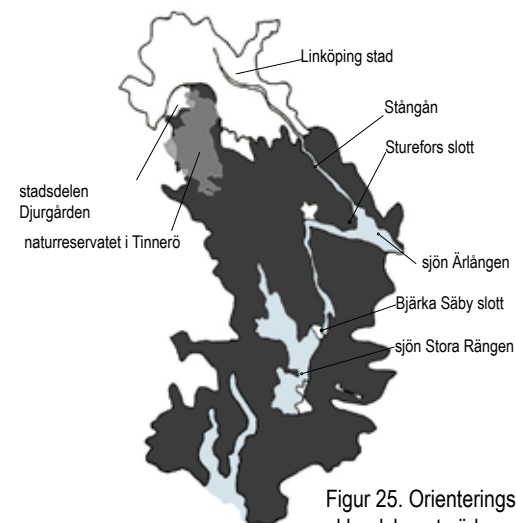 Linköping stad
Stångån
Sturefors slott
stadsdelen
Djurgården
naturreservatet i Tinnerö
sjön Ärlången
Bjärka Säby slott
sjön Stora Rängen
Figur 25. Orienterings